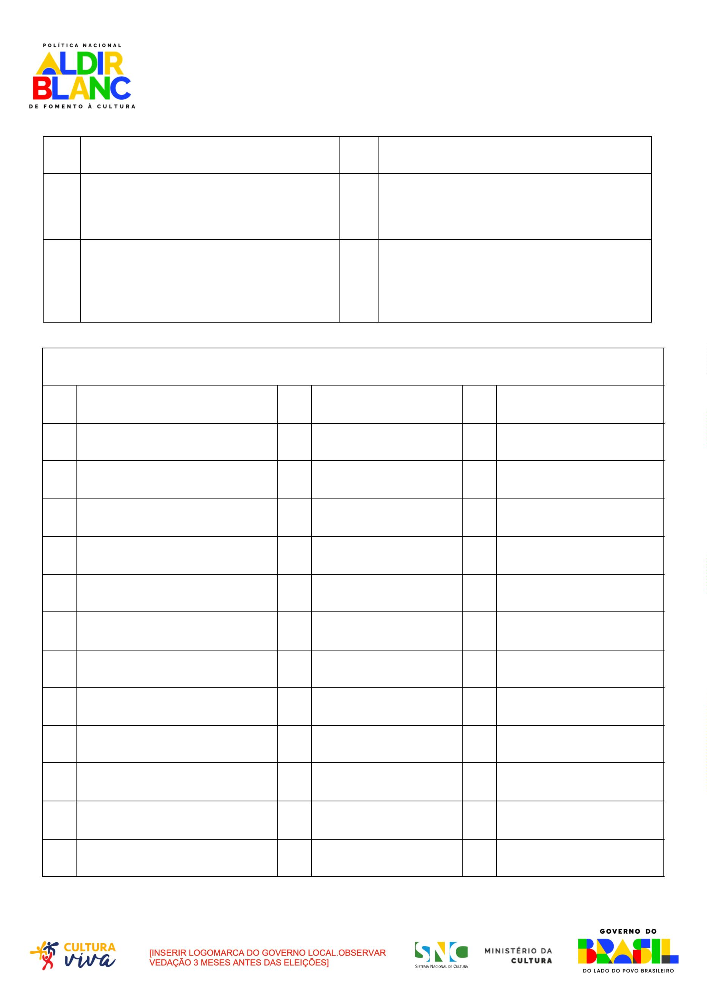 POLÍTICA NACIONAL
ALDIR
BLANC
DE FOMENTO À CULTURA
CULTURA
viva
[INSERIR LOGOMARCA DO GOVERNO LOCAL.OBSERVAR
VEDAÇÃO 3 MESES ANTES DAS ELEIÇÕES]
SNC
SISTEMA NACIONAL DE CULTURA
MINISTÉRIO DA
CULTURA
GOVERNO DO
BRASIL
DO LADO DO POVO BRASILEIRO